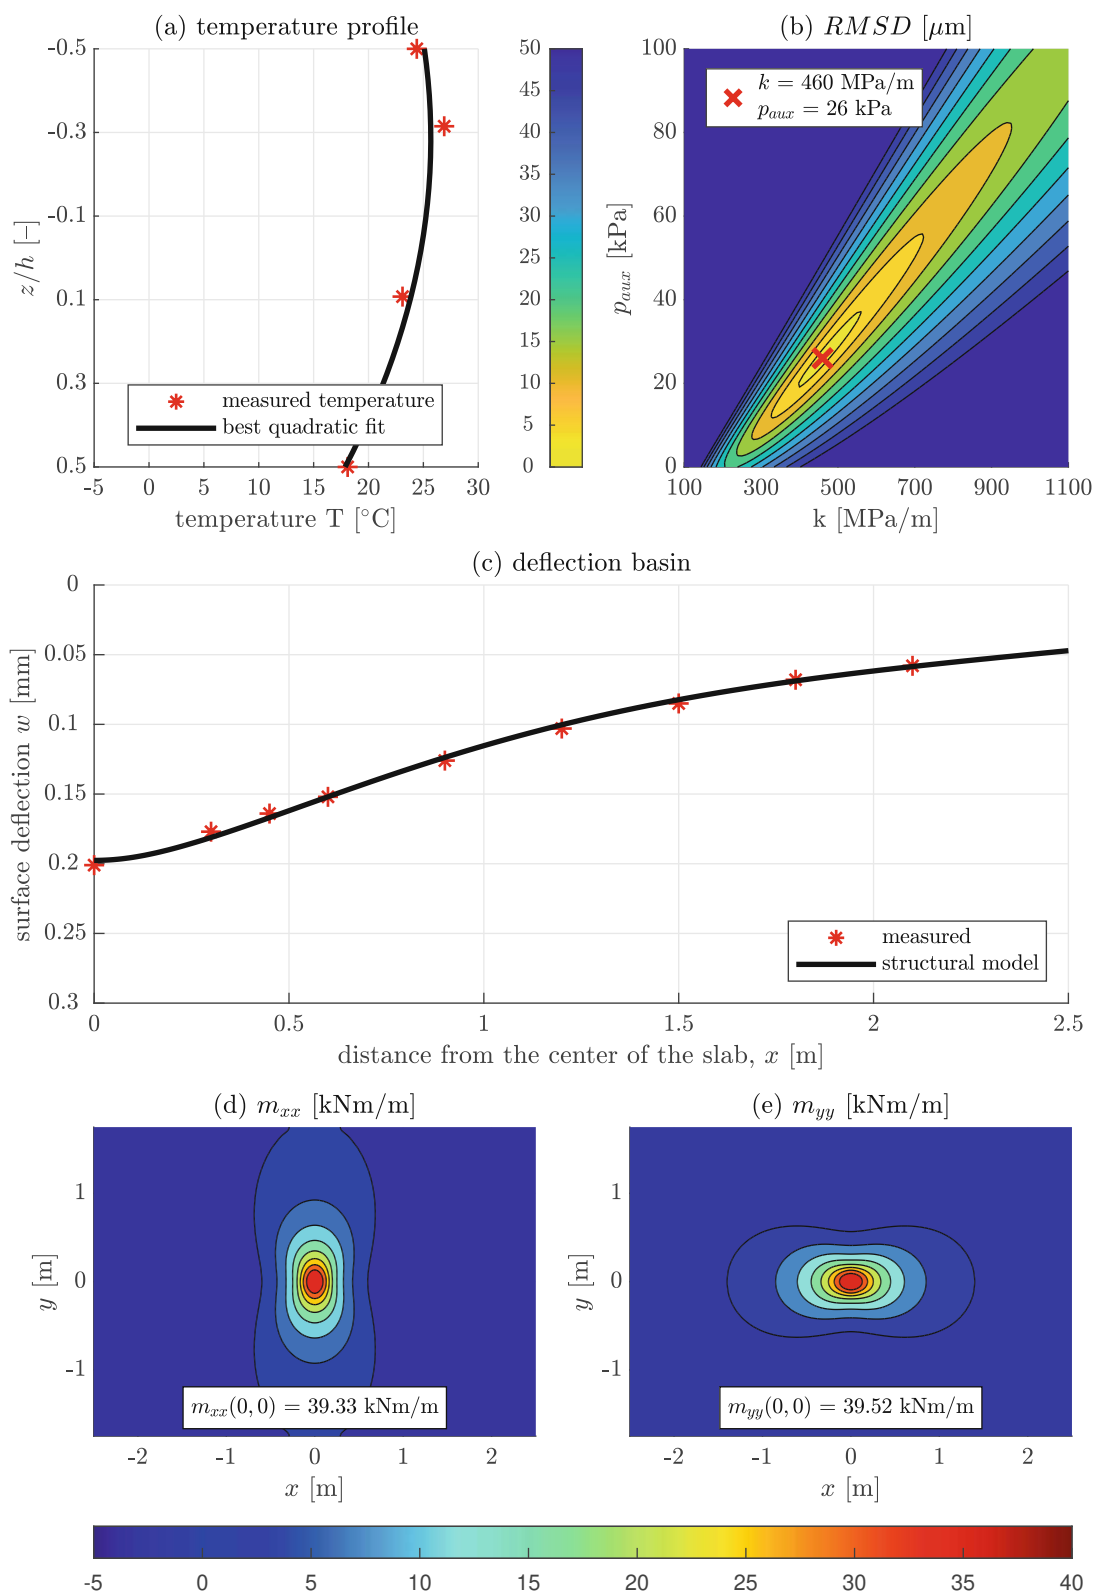 (a) temperature profile
-0.5
-0.3
-0.1
0.1
0.3
0.5
z/h [−]
measured temperature
best quadratic fit
-5 0 5 10 15 20 25 30
temperature T [°C]
50
45
40
35
30
25
20
15
10
5
0
(b) RMSD [μm]
100
80
60
40
20
0
p_aux [kPa]
k = 460 MPa/m
p_aux = 26 kPa
100 300 500 700 900 1100
k [MPa/m]
(c) deflection basin
0
0.05
0.1
0.15
0.2
0.25
0.3
surface deflection w [mm]
measured
structural model
0 0.5 1 1.5 2 2.5
distance from the center of the slab, x [m]
(d) m_xx [kNm/m]
1
0
-1
y [m]
m_xx(0,0) = 39.33 kNm/m
-2 -1 0 1 2
x [m]
(e) m_yy [kNm/m]
1
0
-1
y [m]
m_yy(0,0) = 39.52 kNm/m
-2 -1 0 1 2
x [m]
-5 0 5 10 15 20 25 30 35 40